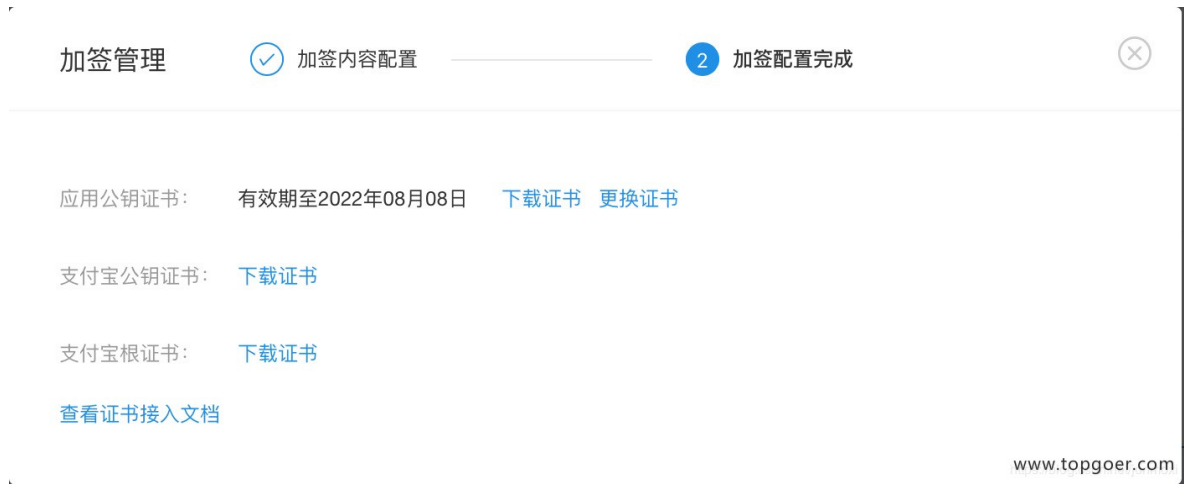 加签管理 加签内容配置 2 加签配置完成
应用公钥证书: 有效期至2022年08月08日 下载证书 更换证书
支付宝公钥证书: 下载证书
支付宝根证书: 下载证书
查看证书接入文档
www.topgoer.com